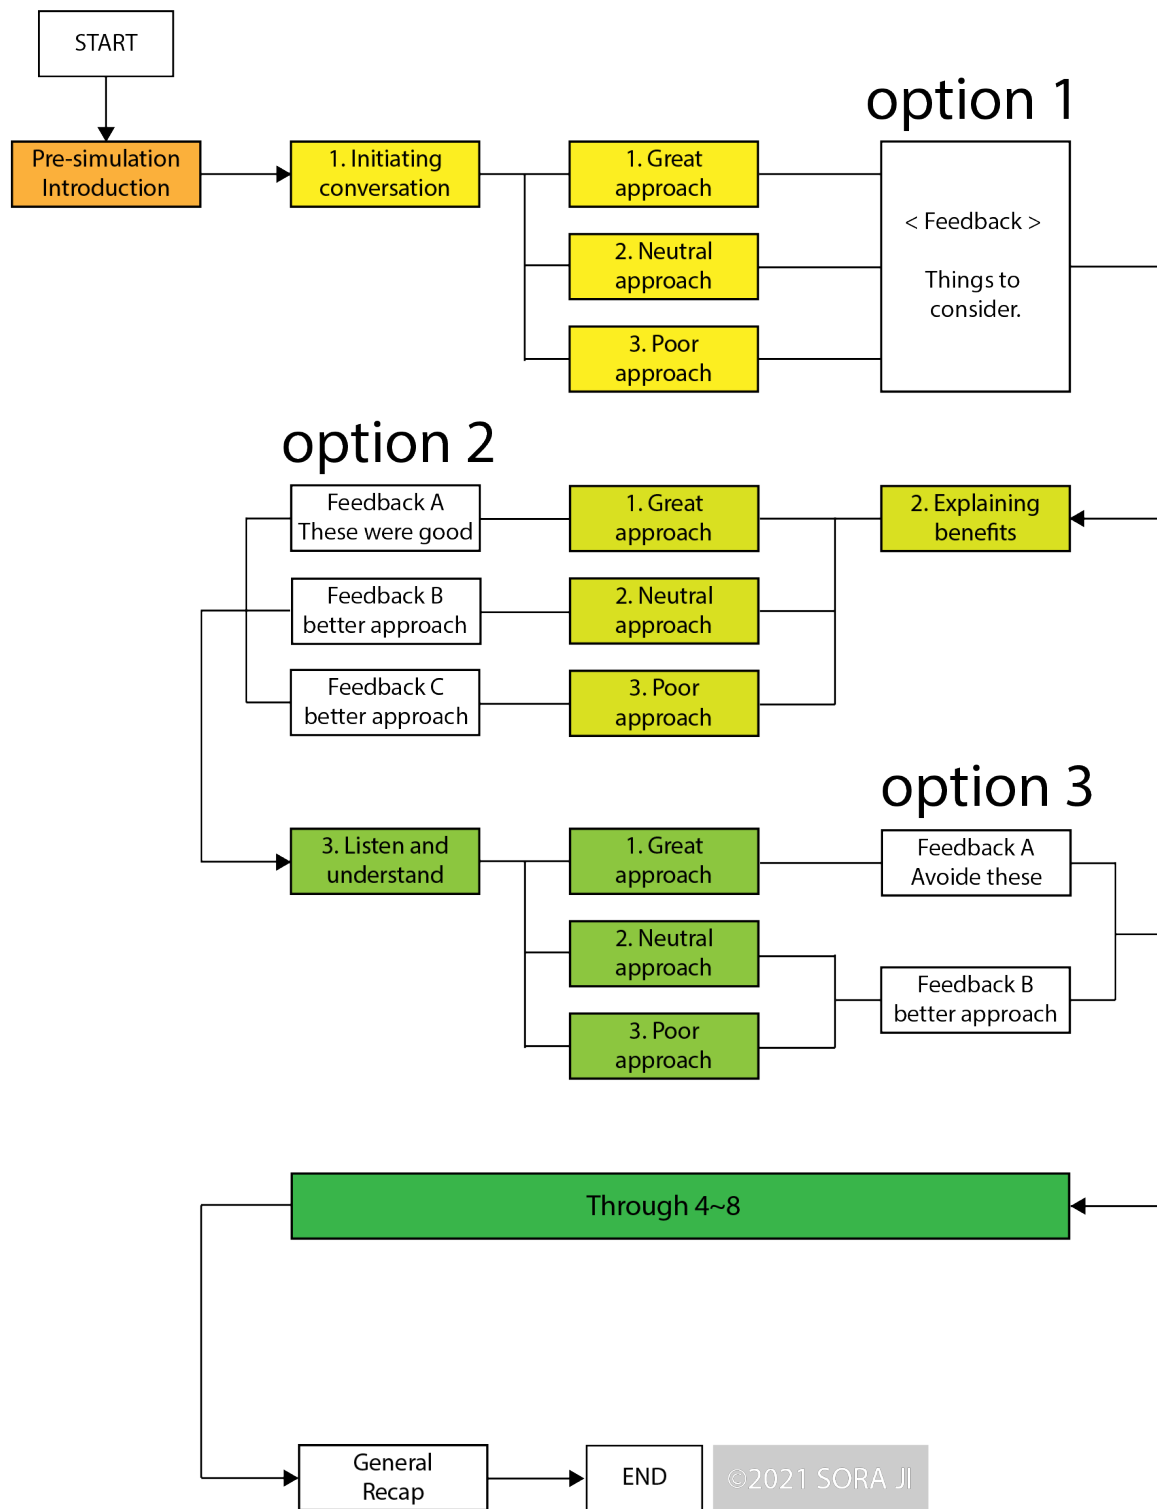 START
option 1
Pre-simulation
Introduction
1. Initiating
conversation
1. Great
approach
2. Neutral
approach
3. Poor
approach
< Feedback >
Things to
consider.
option 2
Feedback A
These were good
1. Great
approach
2. Explaining
benefits
Feedback B
better approach
2. Neutral
approach
Feedback C
better approach
3. Poor
approach
option 3
3. Listen and
understand
1. Great
approach
Feedback A
Avoide these
2. Neutral
approach
Feedback B
better approach
3. Poor
approach
Through 4~8
General
Recap
END
©2021 SORA JI